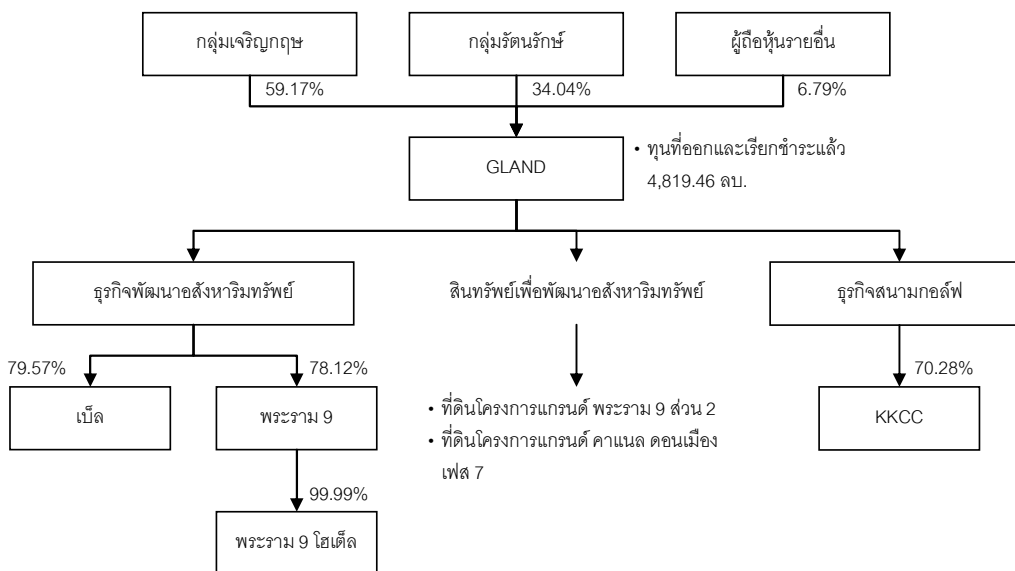 กลุ่มเจริญกฤษ
กลุ่มรัตนรักษ์
ผู้ถือหุ้นรายอื่น
59.17%
34.04%
6.79%
GLAND
• ทุนที่ออกและเรียกชำระแล้ว
4,819.46 ลบ.
ธุรกิจพัฒนาอสังหาริมทรัพย์
สินทรัพย์เพื่อพัฒนาอสังหาริมทรัพย์
ธุรกิจสนามกอล์ฟ
79.57%
78.12%
70.28%
เบ็ล
พระราม 9
• ที่ดินโครงการแกรนด์ พระราม 9 ส่วน 2
• ที่ดินโครงการแกรนด์ คาแนล ดอนเมือง
เฟส 7
KKCC
99.99%
พระราม 9 โฮเต็ล